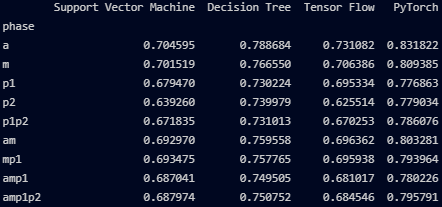 Support Vector Machine Decision Tree Tensor Flow PyTorch
phase
a 0.704595 0.788684 0.731082 0.831822
m 0.701519 0.766550 0.706386 0.809385
p1 0.679470 0.730224 0.695334 0.776863
p2 0.639260 0.739979 0.625514 0.779034
p1p2 0.671835 0.731013 0.670253 0.786076
am 0.692970 0.759558 0.696362 0.803281
mp1 0.693475 0.757765 0.695938 0.793964
amp1 0.687041 0.749505 0.681017 0.780226
amp1p2 0.687974 0.750752 0.684546 0.795791